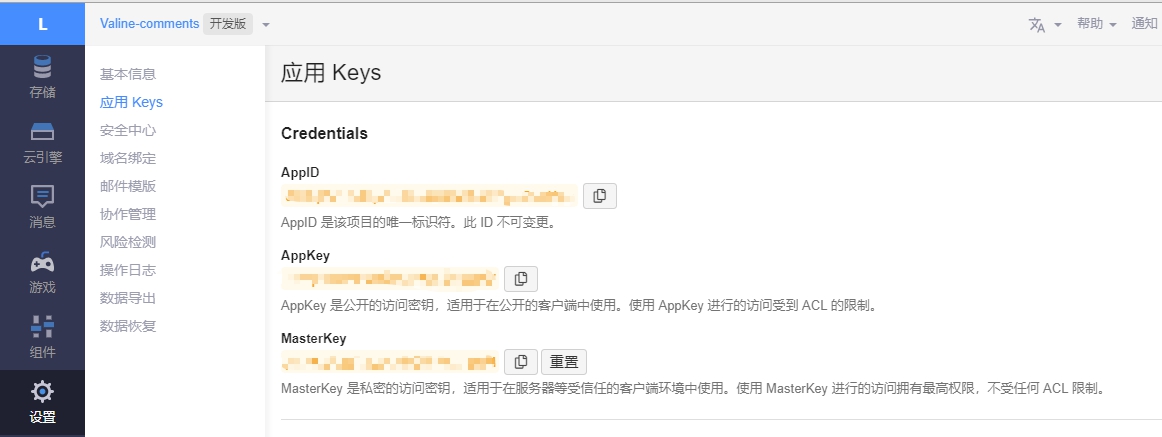 L
Valine-comments 开发版
帮助
通知
存储
云引擎
消息
游戏
组件
设置
基本信息
应用 Keys
安全中心
域名绑定
邮件模版
协作管理
风险检测
操作日志
数据导出
数据恢复
应用 Keys
Credentials
AppID
AppID 是该项目的唯一标识符。此 ID 不可变更。
AppKey
AppKey 是公开的访问密钥，适用于在公开的客户端中使用。使用 AppKey 进行的访问受到 ACL 的限制。
MasterKey
重置
MasterKey 是私密的访问密钥，适用于在服务器等受信任的客户端环境中使用。使用 MasterKey 进行的访问拥有最高权限，不受任何 ACL 限制。